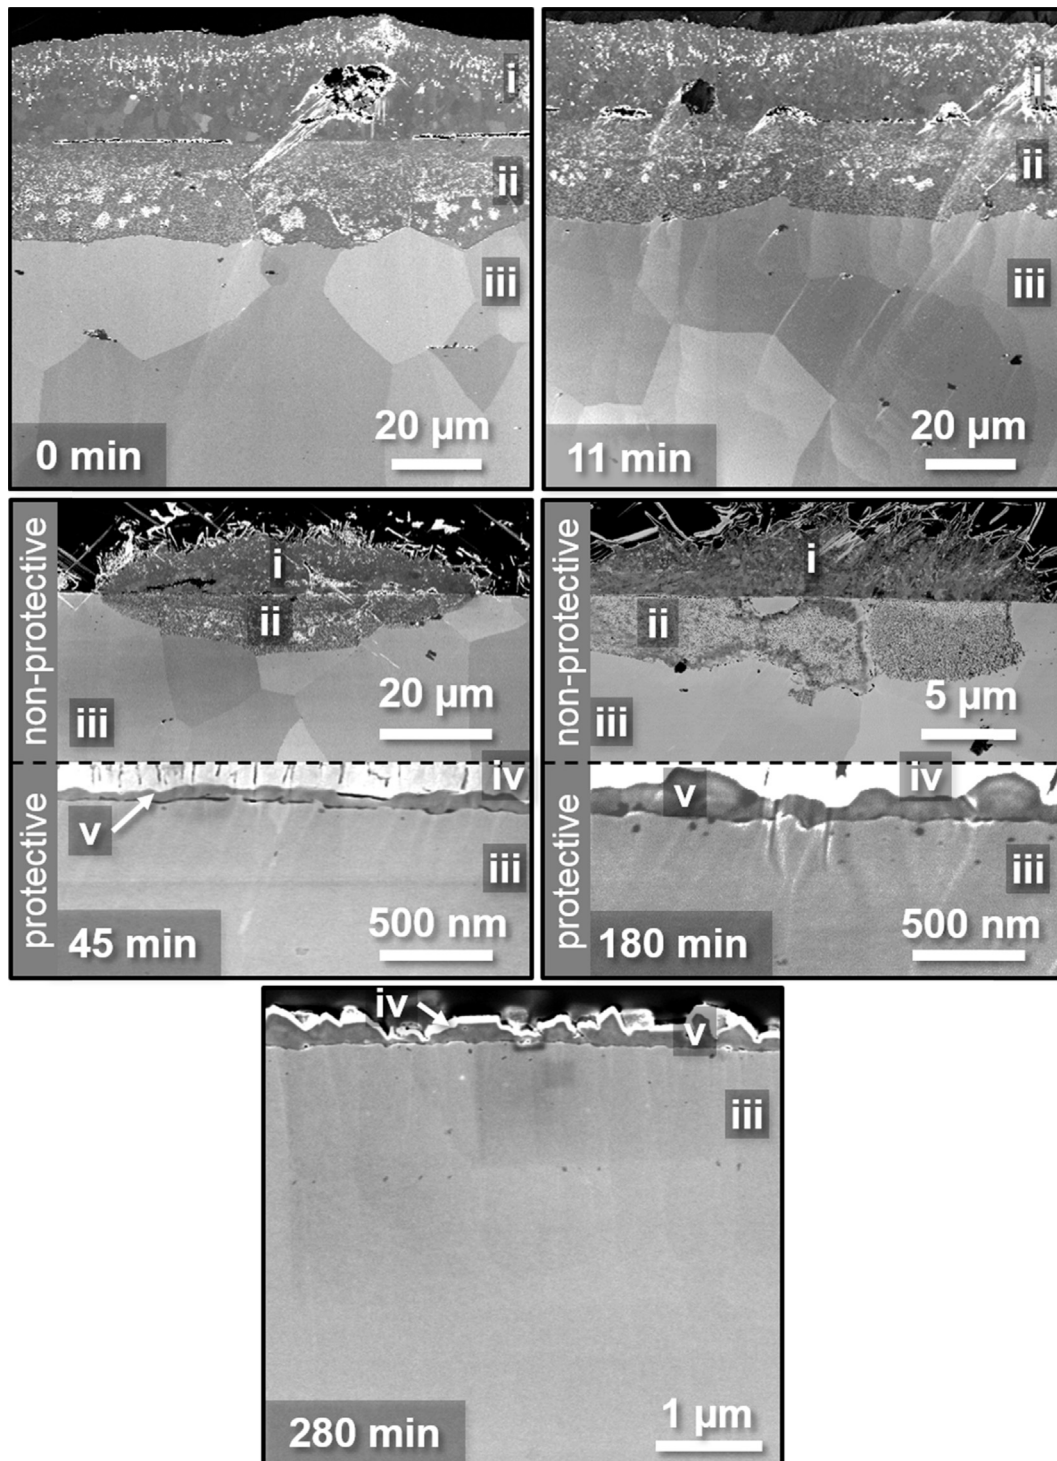 i
ii
iii
20 µm
0 min
i
ii
iii
20 µm
11 min
non-protective
i
ii
iii
20 µm
protective
iv
v
iii
45 min
500 nm
non-protective
i
ii
iii
5 µm
protective
iv
v
iii
180 min
500 nm
iv
v
iii
280 min
1 µm